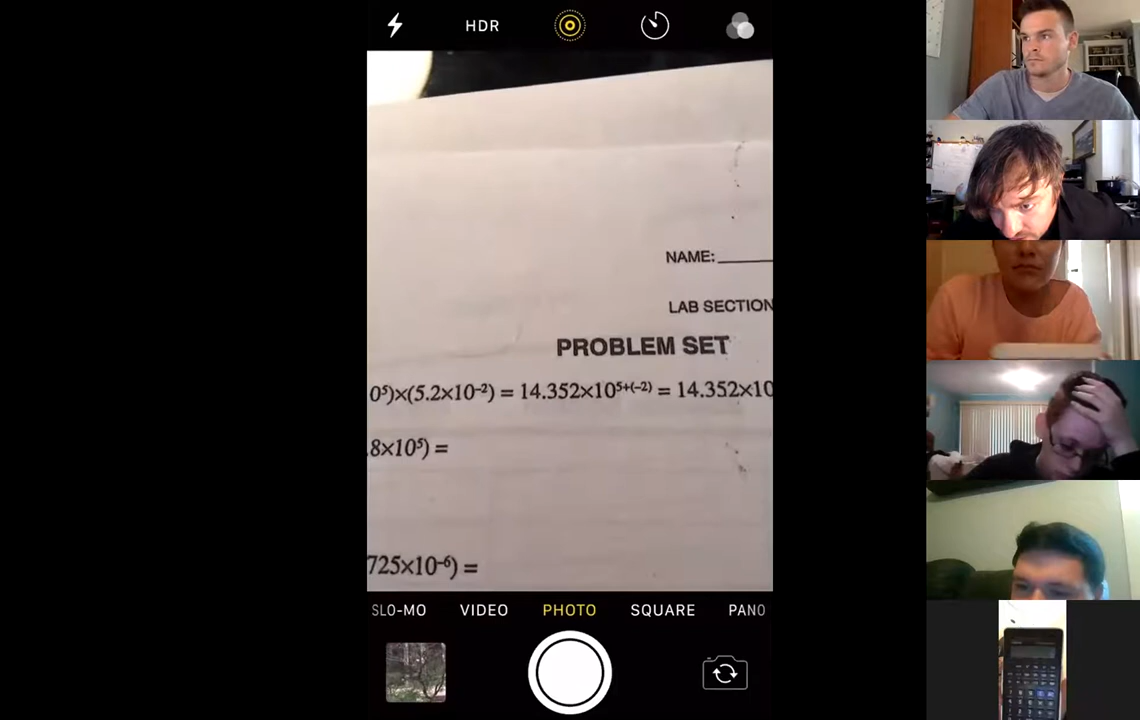 HDR
NAME:
LAB SECTION
PROBLEM SET
0⁵)×(5.2×10⁻²) = 14.352×10⁵⁺⁽⁻²⁾ = 14.352×10
.8×10⁵) =
725×10⁻⁶) =
SLO-MO VIDEO PHOTO SQUARE PANO